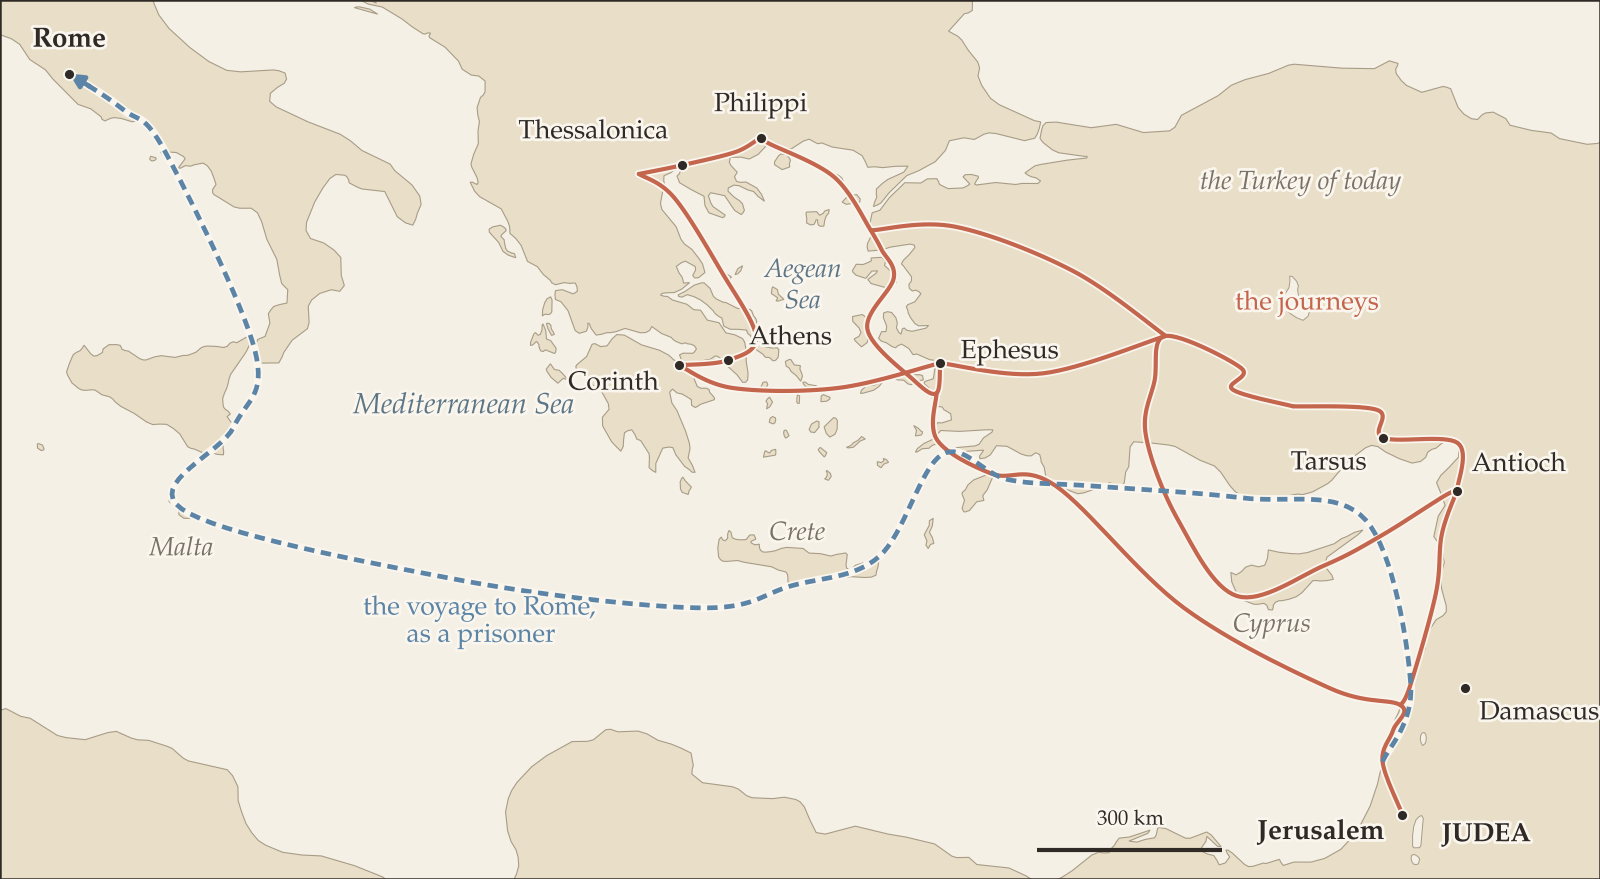 Rome
Philippi
Thessalonica
the Turkey of today
Aegean
Sea
the journeys
Athens
Ephesus
Corinth
Mediterranean Sea
Tarsus
Antioch
Crete
Malta
the voyage to Rome,
as a prisoner
Cyprus
Damascus
300 km
Jerusalem
JUDEA